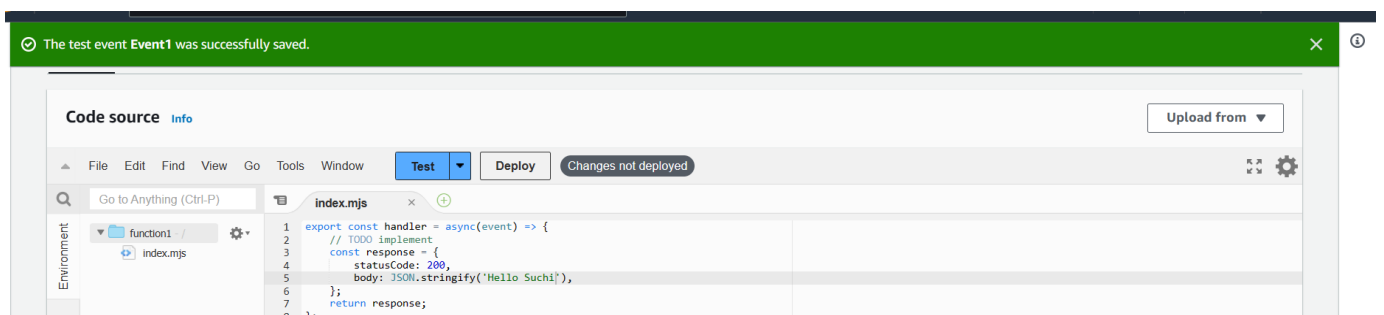 The test event Event1 was successfully saved.
Code source Info
Upload from
File Edit Find View Go Tools Window Test Deploy Changes not deployed
Go to Anything (Ctrl-P)
index.mjs
Environment
function1 - /
index.mjs
1 export const handler = async(event) => {
2 // TODO implement
3 const response = {
4 statusCode: 200,
5 body: JSON.stringify('Hello Suchi'),
6 };
7 return response;